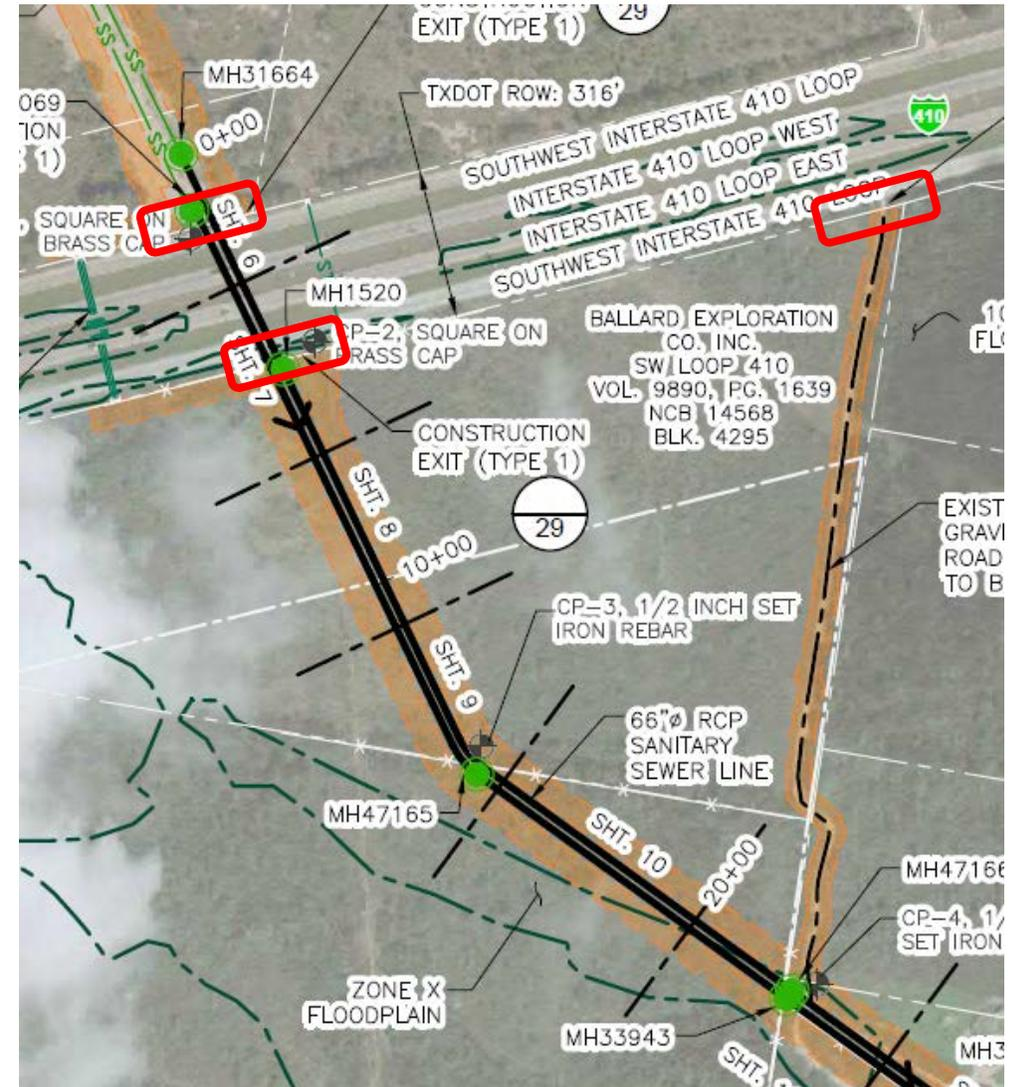 EXIT (TYPE 1)
29
SS
SS
SS
MH31664
TXDOT ROW: 316'
410
0+00
SOUTHWEST INTERSTATE 410 LOOP
INTERSTATE 410 LOOP WEST
INTERSTATE 410 LOOP EAST
SOUTHWEST INTERSTATE 410 LOOP
SQUARE ON
BRASS CAP
SHT. 6
MH1520
CP-2, SQUARE ON
BRASS CAP
SHT. 7
BALLARD EXPLORATION
CO. INC.
SW LOOP 410
VOL. 9890, PG. 1639
NCB 14568
BLK. 4295
CONSTRUCTION
EXIT (TYPE 1)
SHT. 8
29
10+00
EXIST
ROAD
TO B
CP-3, 1/2 INCH SET
IRON REBAR
SHT. 9
66"ø RCP
SANITARY
SEWER LINE
MH47165
SHT. 10
20+00
MH47166
CP-4, 1/
SET IRON
ZONE X
FLOODPLAIN
MH33943
SHT.
MH3